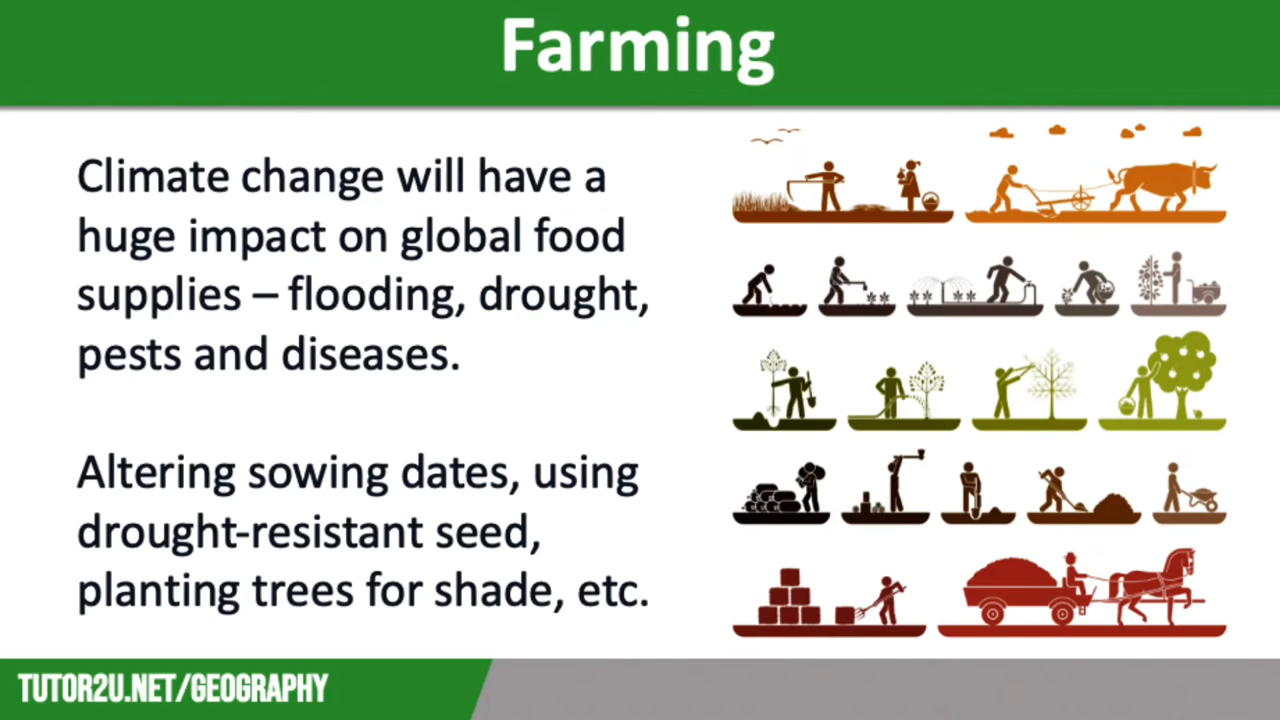 Farming
Climate change will have a
huge impact on global food
supplies – flooding, drought,
pests and diseases.
Altering sowing dates, using
drought-resistant seed,
planting trees for shade, etc.
TUTOR2U.NET/GEOGRAPHY